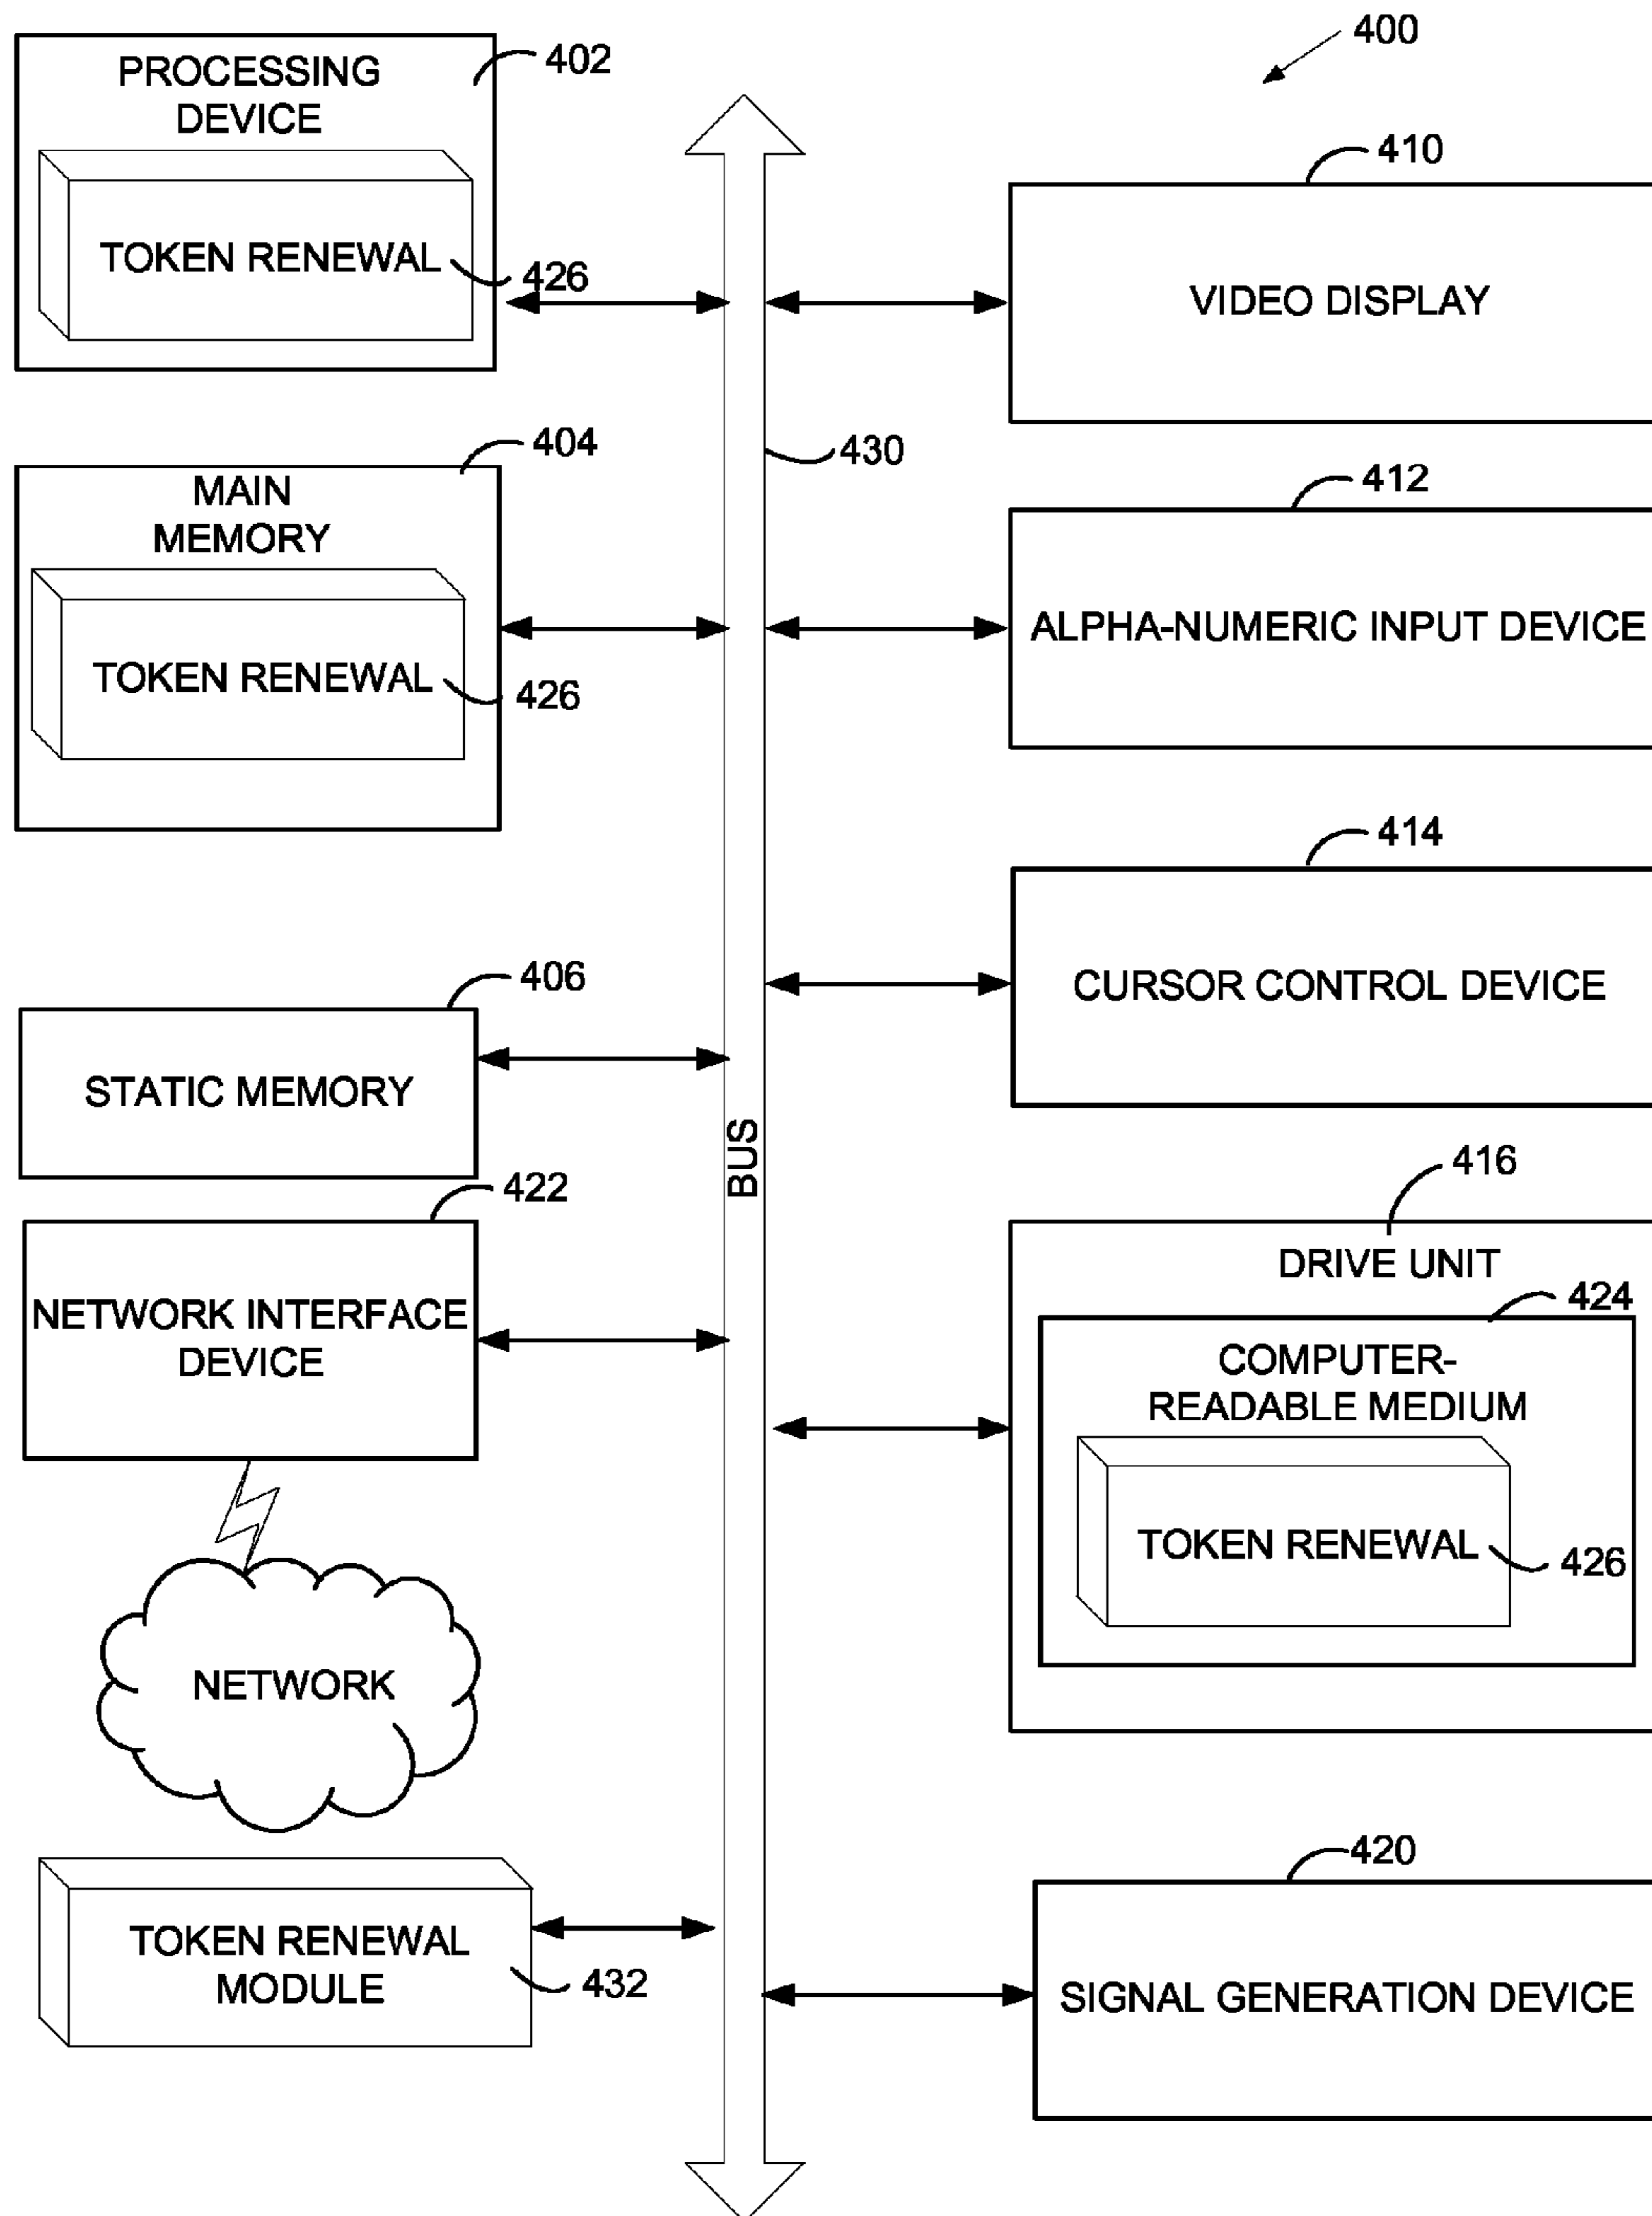 400
PROCESSING
DEVICE
402
TOKEN RENEWAL
426
410
VIDEO DISPLAY
430
404
MAIN
MEMORY
TOKEN RENEWAL
426
412
ALPHA-NUMERIC INPUT DEVICE
414
CURSOR CONTROL DEVICE
406
STATIC MEMORY
BUS
422
NETWORK INTERFACE
DEVICE
416
DRIVE UNIT
424
COMPUTER-
READABLE MEDIUM
TOKEN RENEWAL
426
NETWORK
TOKEN RENEWAL
MODULE
432
420
SIGNAL GENERATION DEVICE